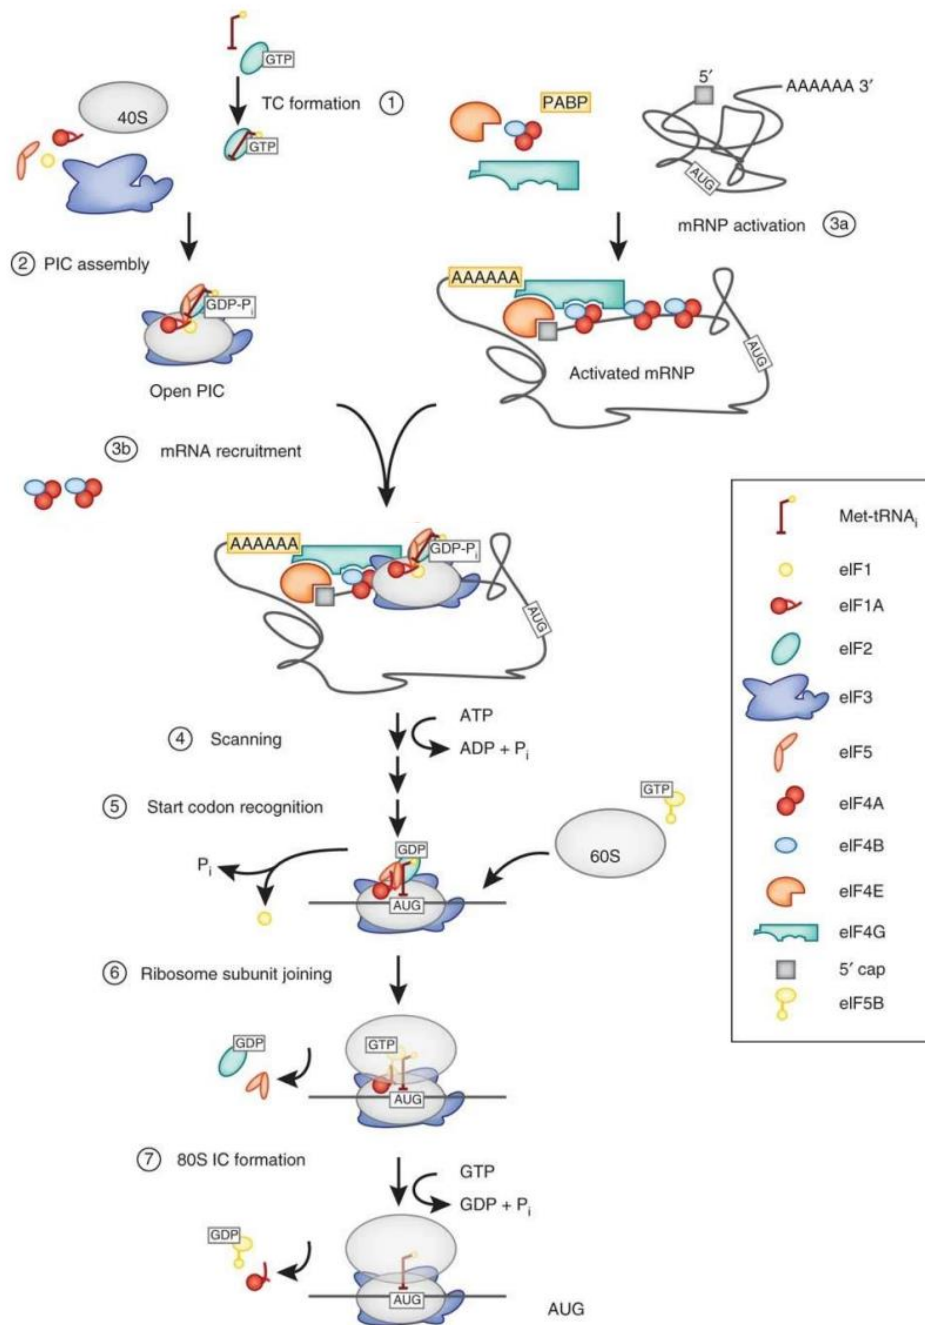 GTP
TC formation 1
GTP
40S
PABP
5′
AAAAAA 3′
AUG
mRNP activation 3a
2 PIC assembly
GDP-Pi
Open PIC
AAAAAA
AUG
Activated mRNP
3b mRNA recruitment
AAAAAA
GDP-Pi
AUG
4 Scanning
ATP
ADP + Pi
5 Start codon recognition
GTP
60S
GDP
Pi
AUG
6 Ribosome subunit joining
GDP
GTP
AUG
7 80S IC formation
GTP
GDP + Pi
GDP
AUG
AUG
Met-tRNAi
eIF1
eIF1A
eIF2
eIF3
eIF5
eIF4A
eIF4B
eIF4E
eIF4G
5′ cap
eIF5B